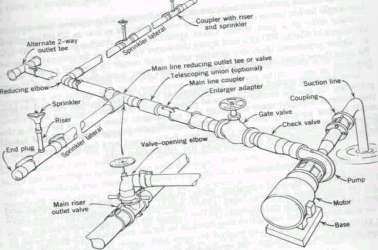 Coupler with riser
and sprinkler
Alternate 2-way
outlet tee
Sprinkler lateral
Main line reducing outlet tee or valve
Telescoping union (optional)
Main line coupler
Enlarger adapter
Suction line
Coupling
Reducing elbow
Sprinkler
Riser
Gate valve
Check valve
End plug
Sprinkler lateral
Valve-opening elbow
Pump
Main riser
outlet valve
Motor
Base